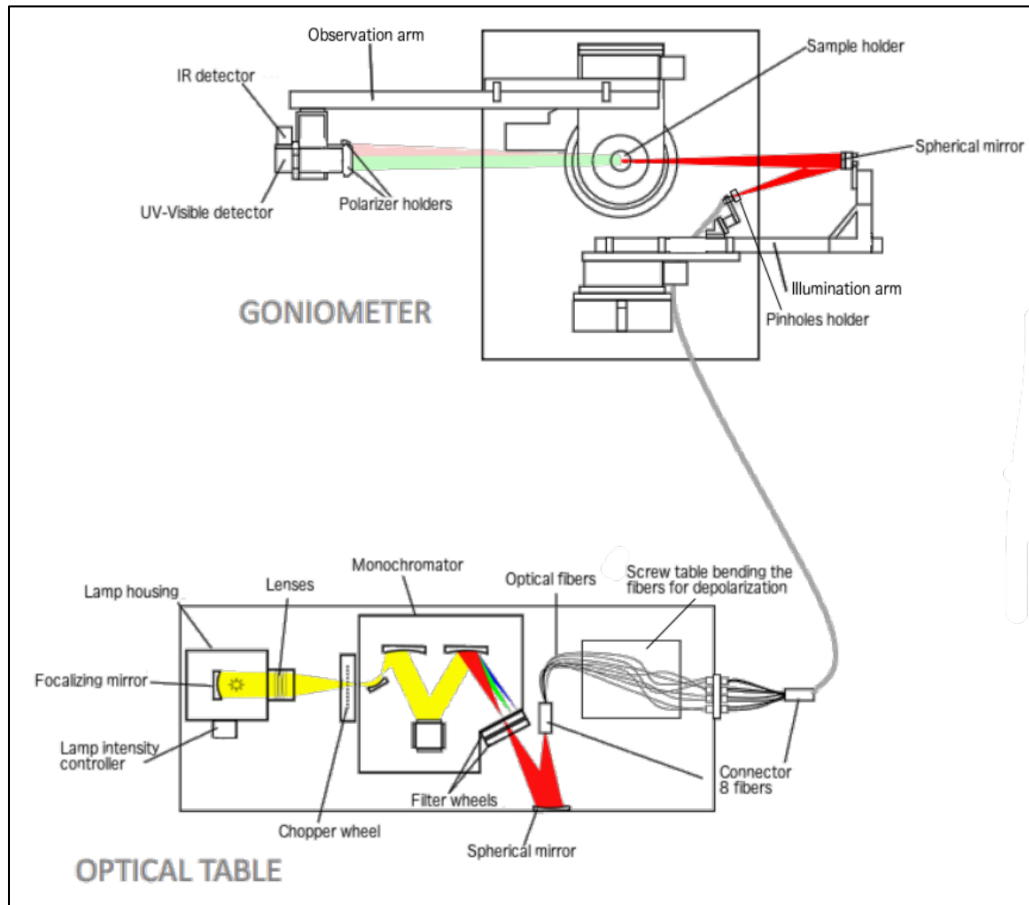 Observation arm
Sample holder
IR detector
Spherical mirror
UV-Visible detector
Polarizer holders
Illumination arm
GONIOMETER
Pinholes holder
Monochromator
Optical fibers
Screw table bending the
fibers for depolarization
Lamp housing
Lenses
Focalizing mirror
Lamp intensity
controller
Connector
8 fibers
Filter wheels
Chopper wheel
Spherical mirror
OPTICAL TABLE